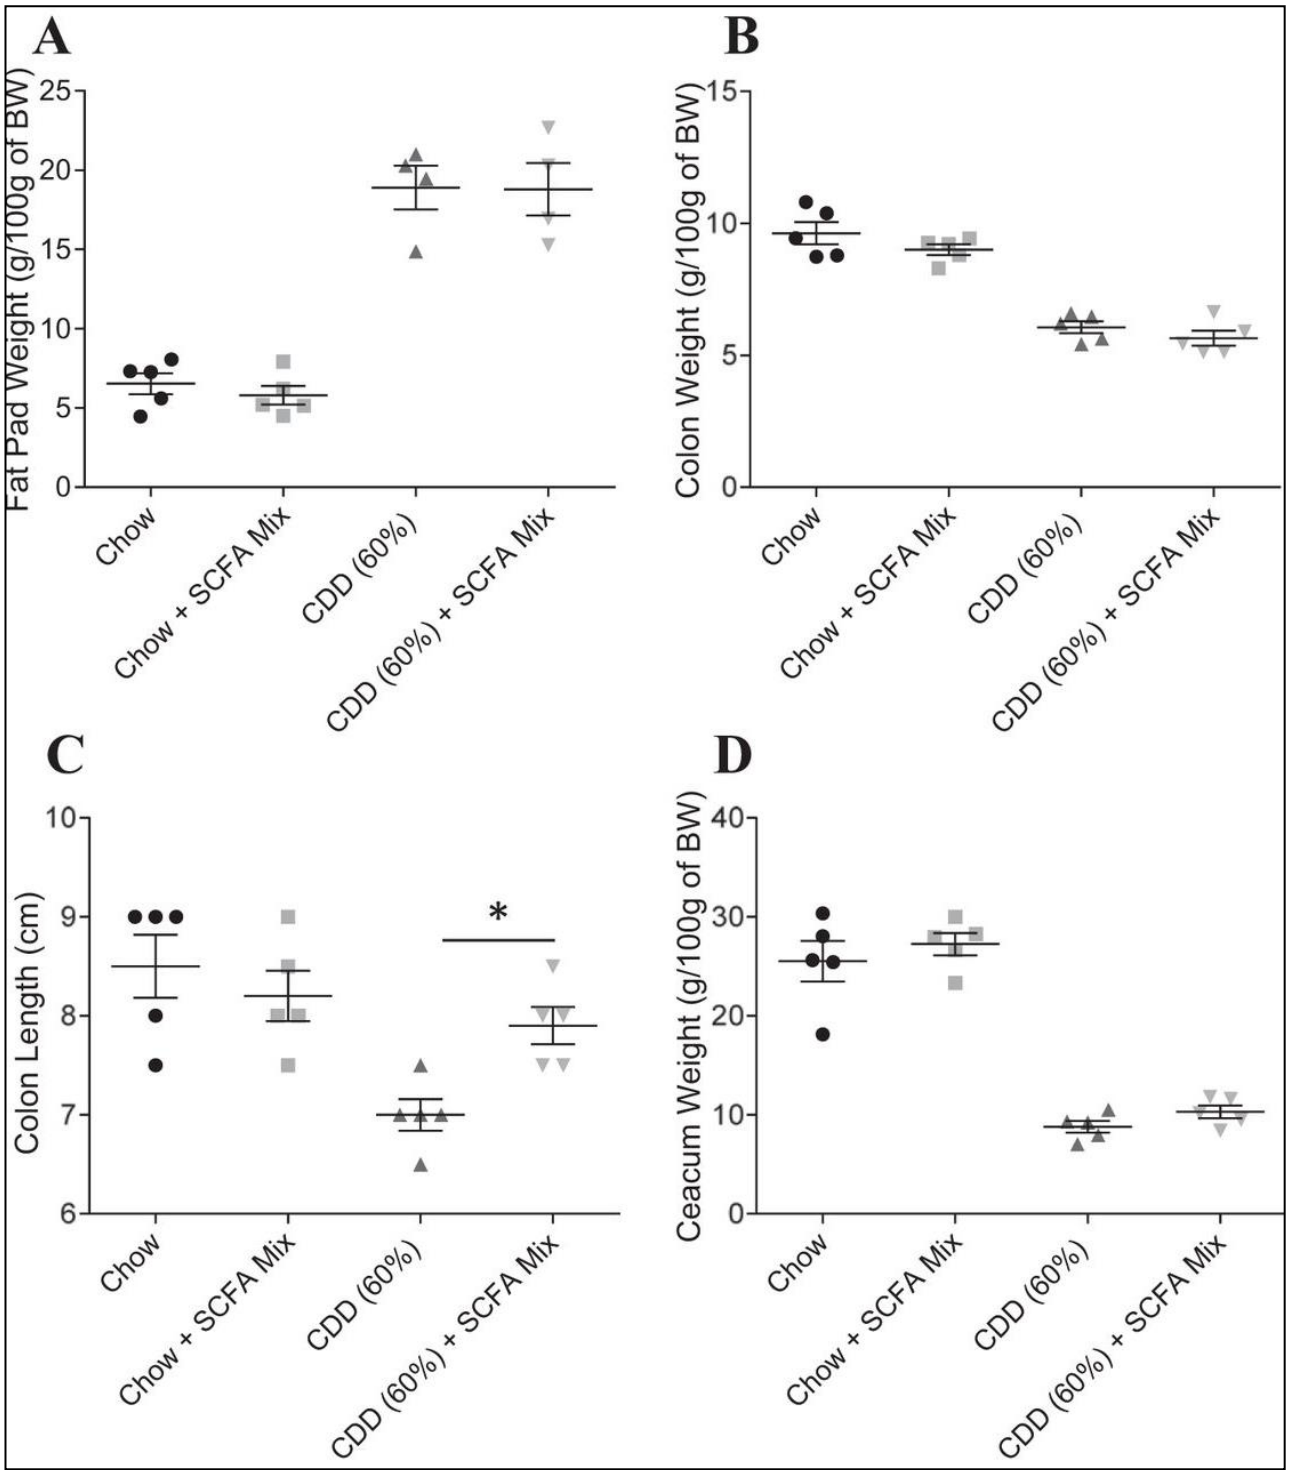 A
Fat Pad Weight (g/100g of BW)
25
20
15
10
5
0
Chow
Chow + SCFA Mix
CDD (60%)
CDD (60%) + SCFA Mix
B
Colon Weight (g/100g of BW)
15
10
5
0
Chow
Chow + SCFA Mix
CDD (60%)
CDD (60%) + SCFA Mix
C
Colon Length (cm)
10
9
8
7
6
*
Chow
Chow + SCFA Mix
CDD (60%)
CDD (60%) + SCFA Mix
D
Ceacum Weight (g/100g of BW)
40
30
20
10
0
Chow
Chow + SCFA Mix
CDD (60%)
CDD (60%) + SCFA Mix